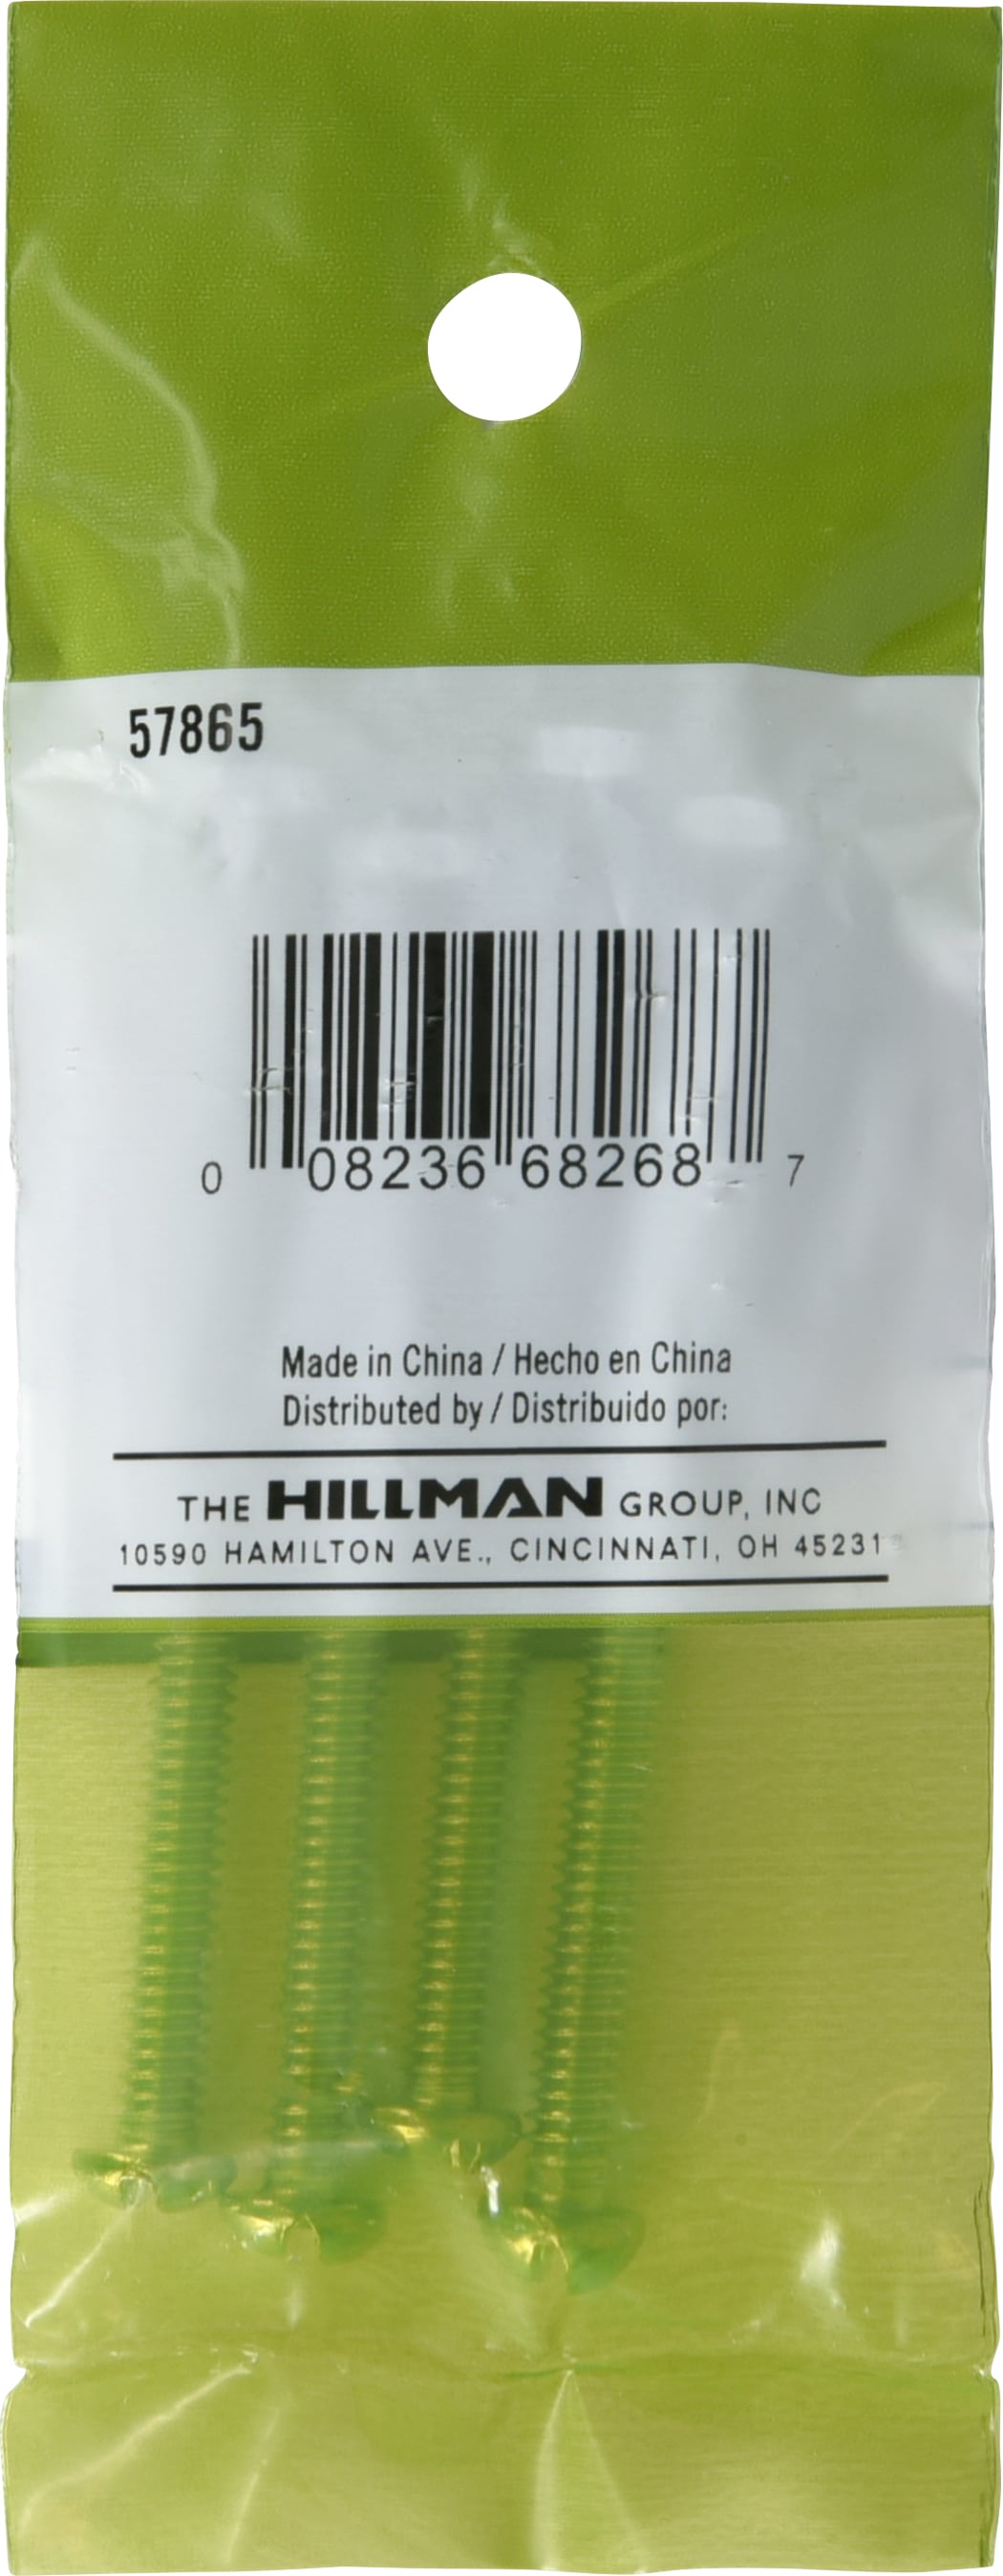 57865
0 08236 68268 7
Made in China / Hecho en China
Distributed by / Distribuido por:
THE HILLMAN GROUP, INC
10590 HAMILTON AVE., CINCINNATI, OH 45231